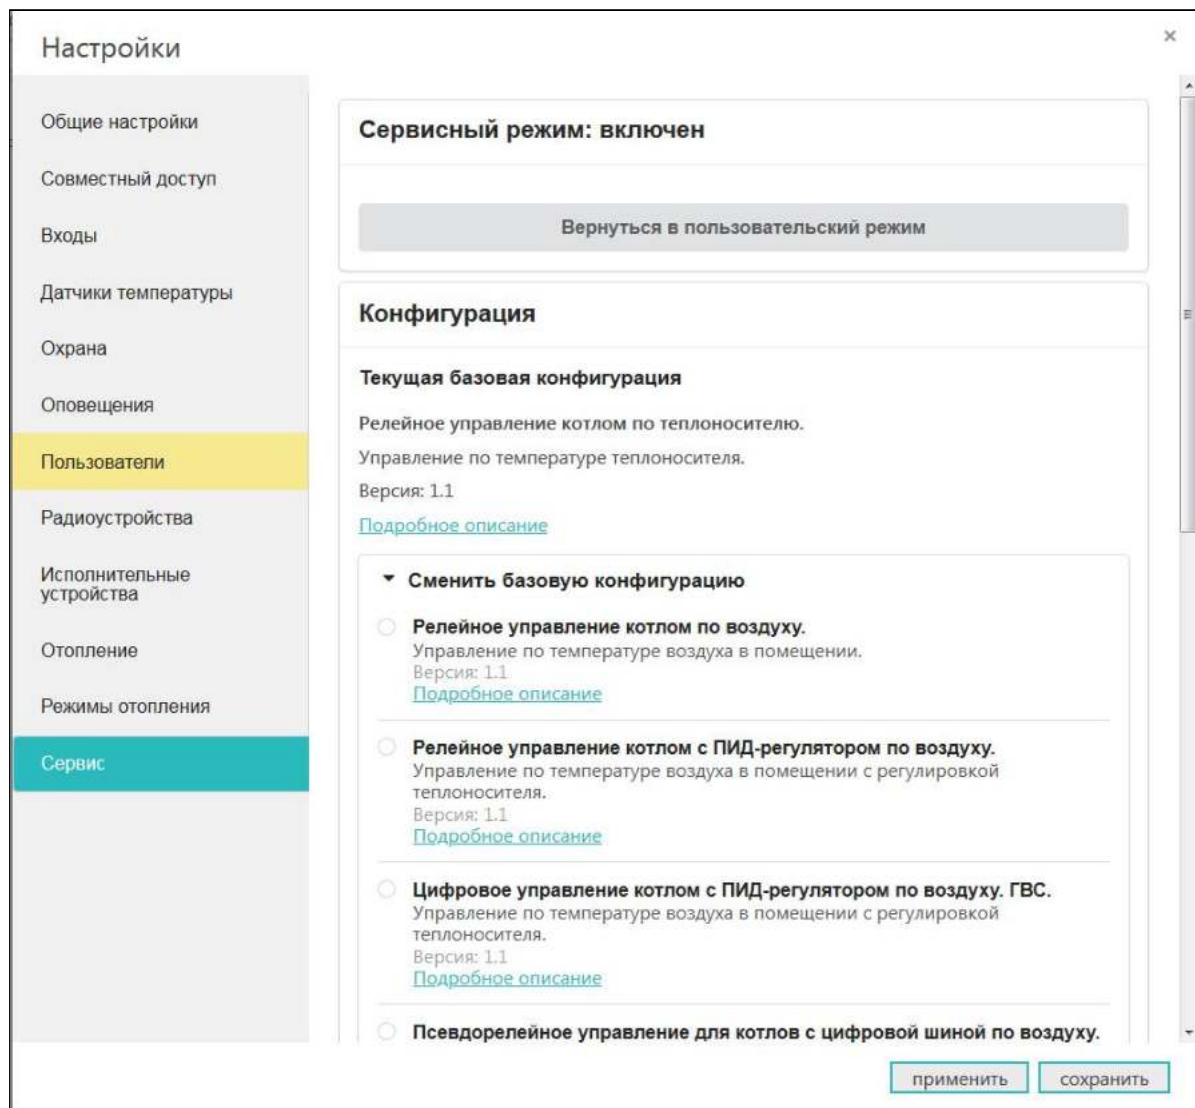 Настройки
×
Общие настройки
Совместный доступ
Входы
Датчики температуры
Охрана
Оповещения
Пользователи
Радиоустройства
Исполнительные
устройства
Отопление
Режимы отопления
Сервис
Сервисный режим: включен
Вернуться в пользовательский режим
Конфигурация
Текущая базовая конфигурация
Релейное управление котлом по теплоносителю.
Управление по температуре теплоносителя.
Версия: 1.1
Подробное описание
Сменить базовую конфигурацию
Релейное управление котлом по воздуху.
Управление по температуре воздуха в помещении.
Версия: 1.1
Подробное описание
Релейное управление котлом с ПИД-регулятором по воздуху.
Управление по температуре воздуха в помещении с регулировкой
теплоносителя.
Версия: 1.1
Подробное описание
Цифровое управление котлом с ПИД-регулятором по воздуху. ГВС.
Управление по температуре воздуха в помещении с регулировкой
теплоносителя.
Версия: 1.1
Подробное описание
Псевдорелейное управление для котлов с цифровой шиной по воздуху.
применить
сохранить